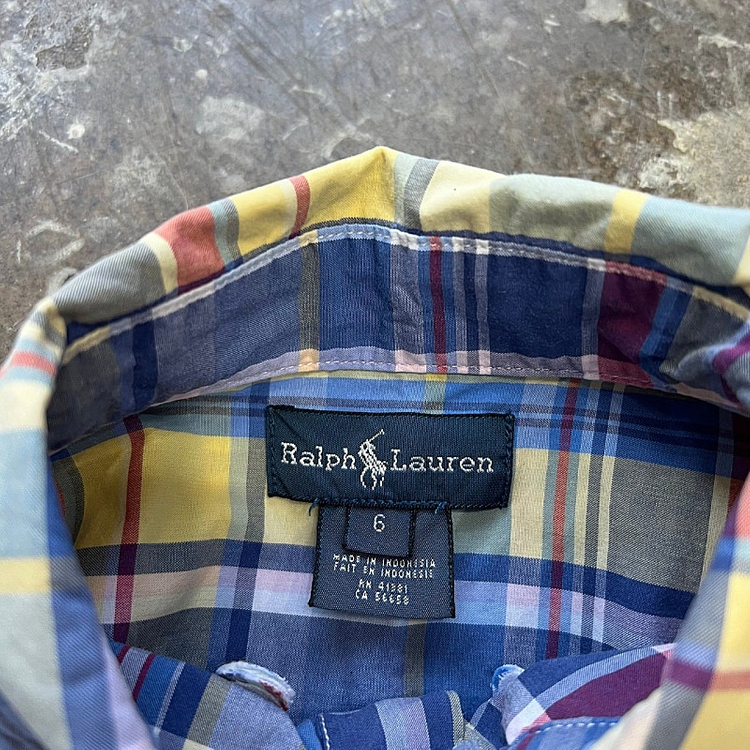 Ralph Lauren
6
MADE IN INDONESIA
FAIT EN INDONESIE
RN 41381
CA 56658